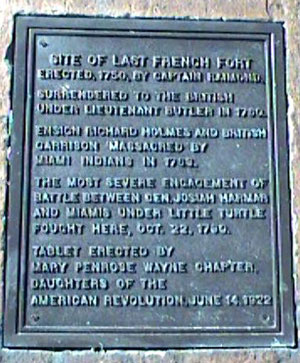 SITE OF LAST FRENCH FORT
ERECTED, 1750, BY CAPTAIN RAIMOND.
SURRENDERED TO THE BRITISH
UNDER LIEUTENANT BUTLER IN 1760.
ENSIGN RICHARD HOLMES AND BRITISH
GARRISON MASSACRED BY
MIAMI INDIANS IN 1763.
THE MOST SEVERE ENGAGEMENT OF
BATTLE BETWEEN GEN. JOSIAH HARMAR
AND MIAMIS UNDER LITTLE TURTLE
FOUGHT HERE, OCT. 22, 1790.
TABLET ERECTED BY
MARY PENROSE WAYNE CHAPTER,
DAUGHTERS OF THE
AMERICAN REVOLUTION, JUNE 14, 1922